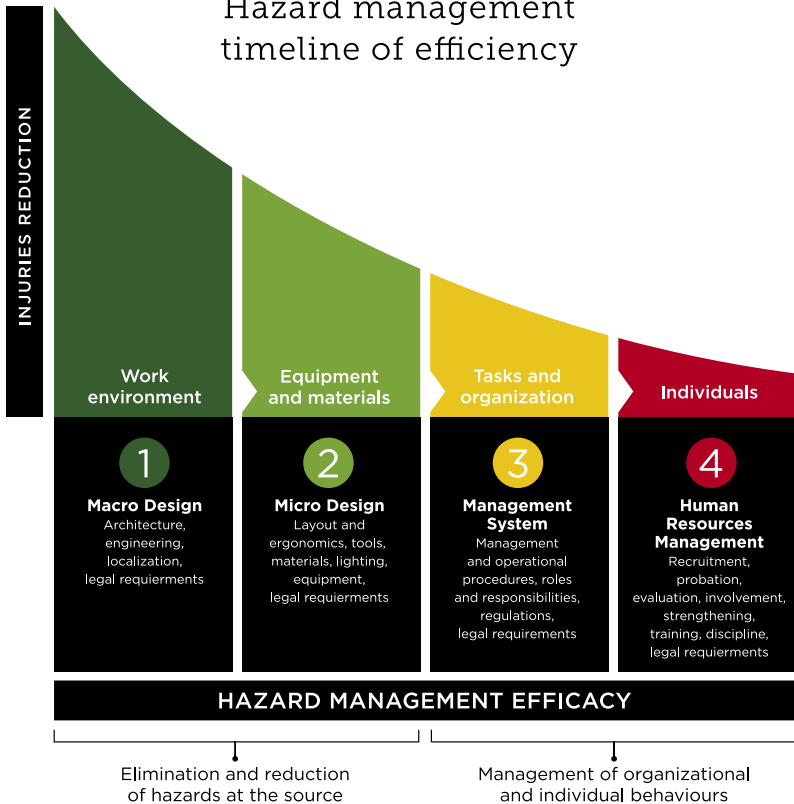 Hazard management
timeline of efficiency
INJURIES REDUCTION
Work
environment
Equipment
and materials
Tasks and
organization
Individuals
1
Macro Design
Architecture,
engineering,
localization,
legal requierments
2
Micro Design
Layout and
ergonomics, tools,
materials, lighting,
equipment,
legal requierments
3
Management
System
Management
and operational
procedures, roles
and responsibilities,
regulations,
legal requirements
4
Human
Resources
Management
Recruitment,
probation,
evaluation, involvement,
strengthening,
training, discipline,
legal requierments
HAZARD MANAGEMENT EFFICACY
Elimination and reduction
of hazards at the source
Management of organizational
and individual behaviours